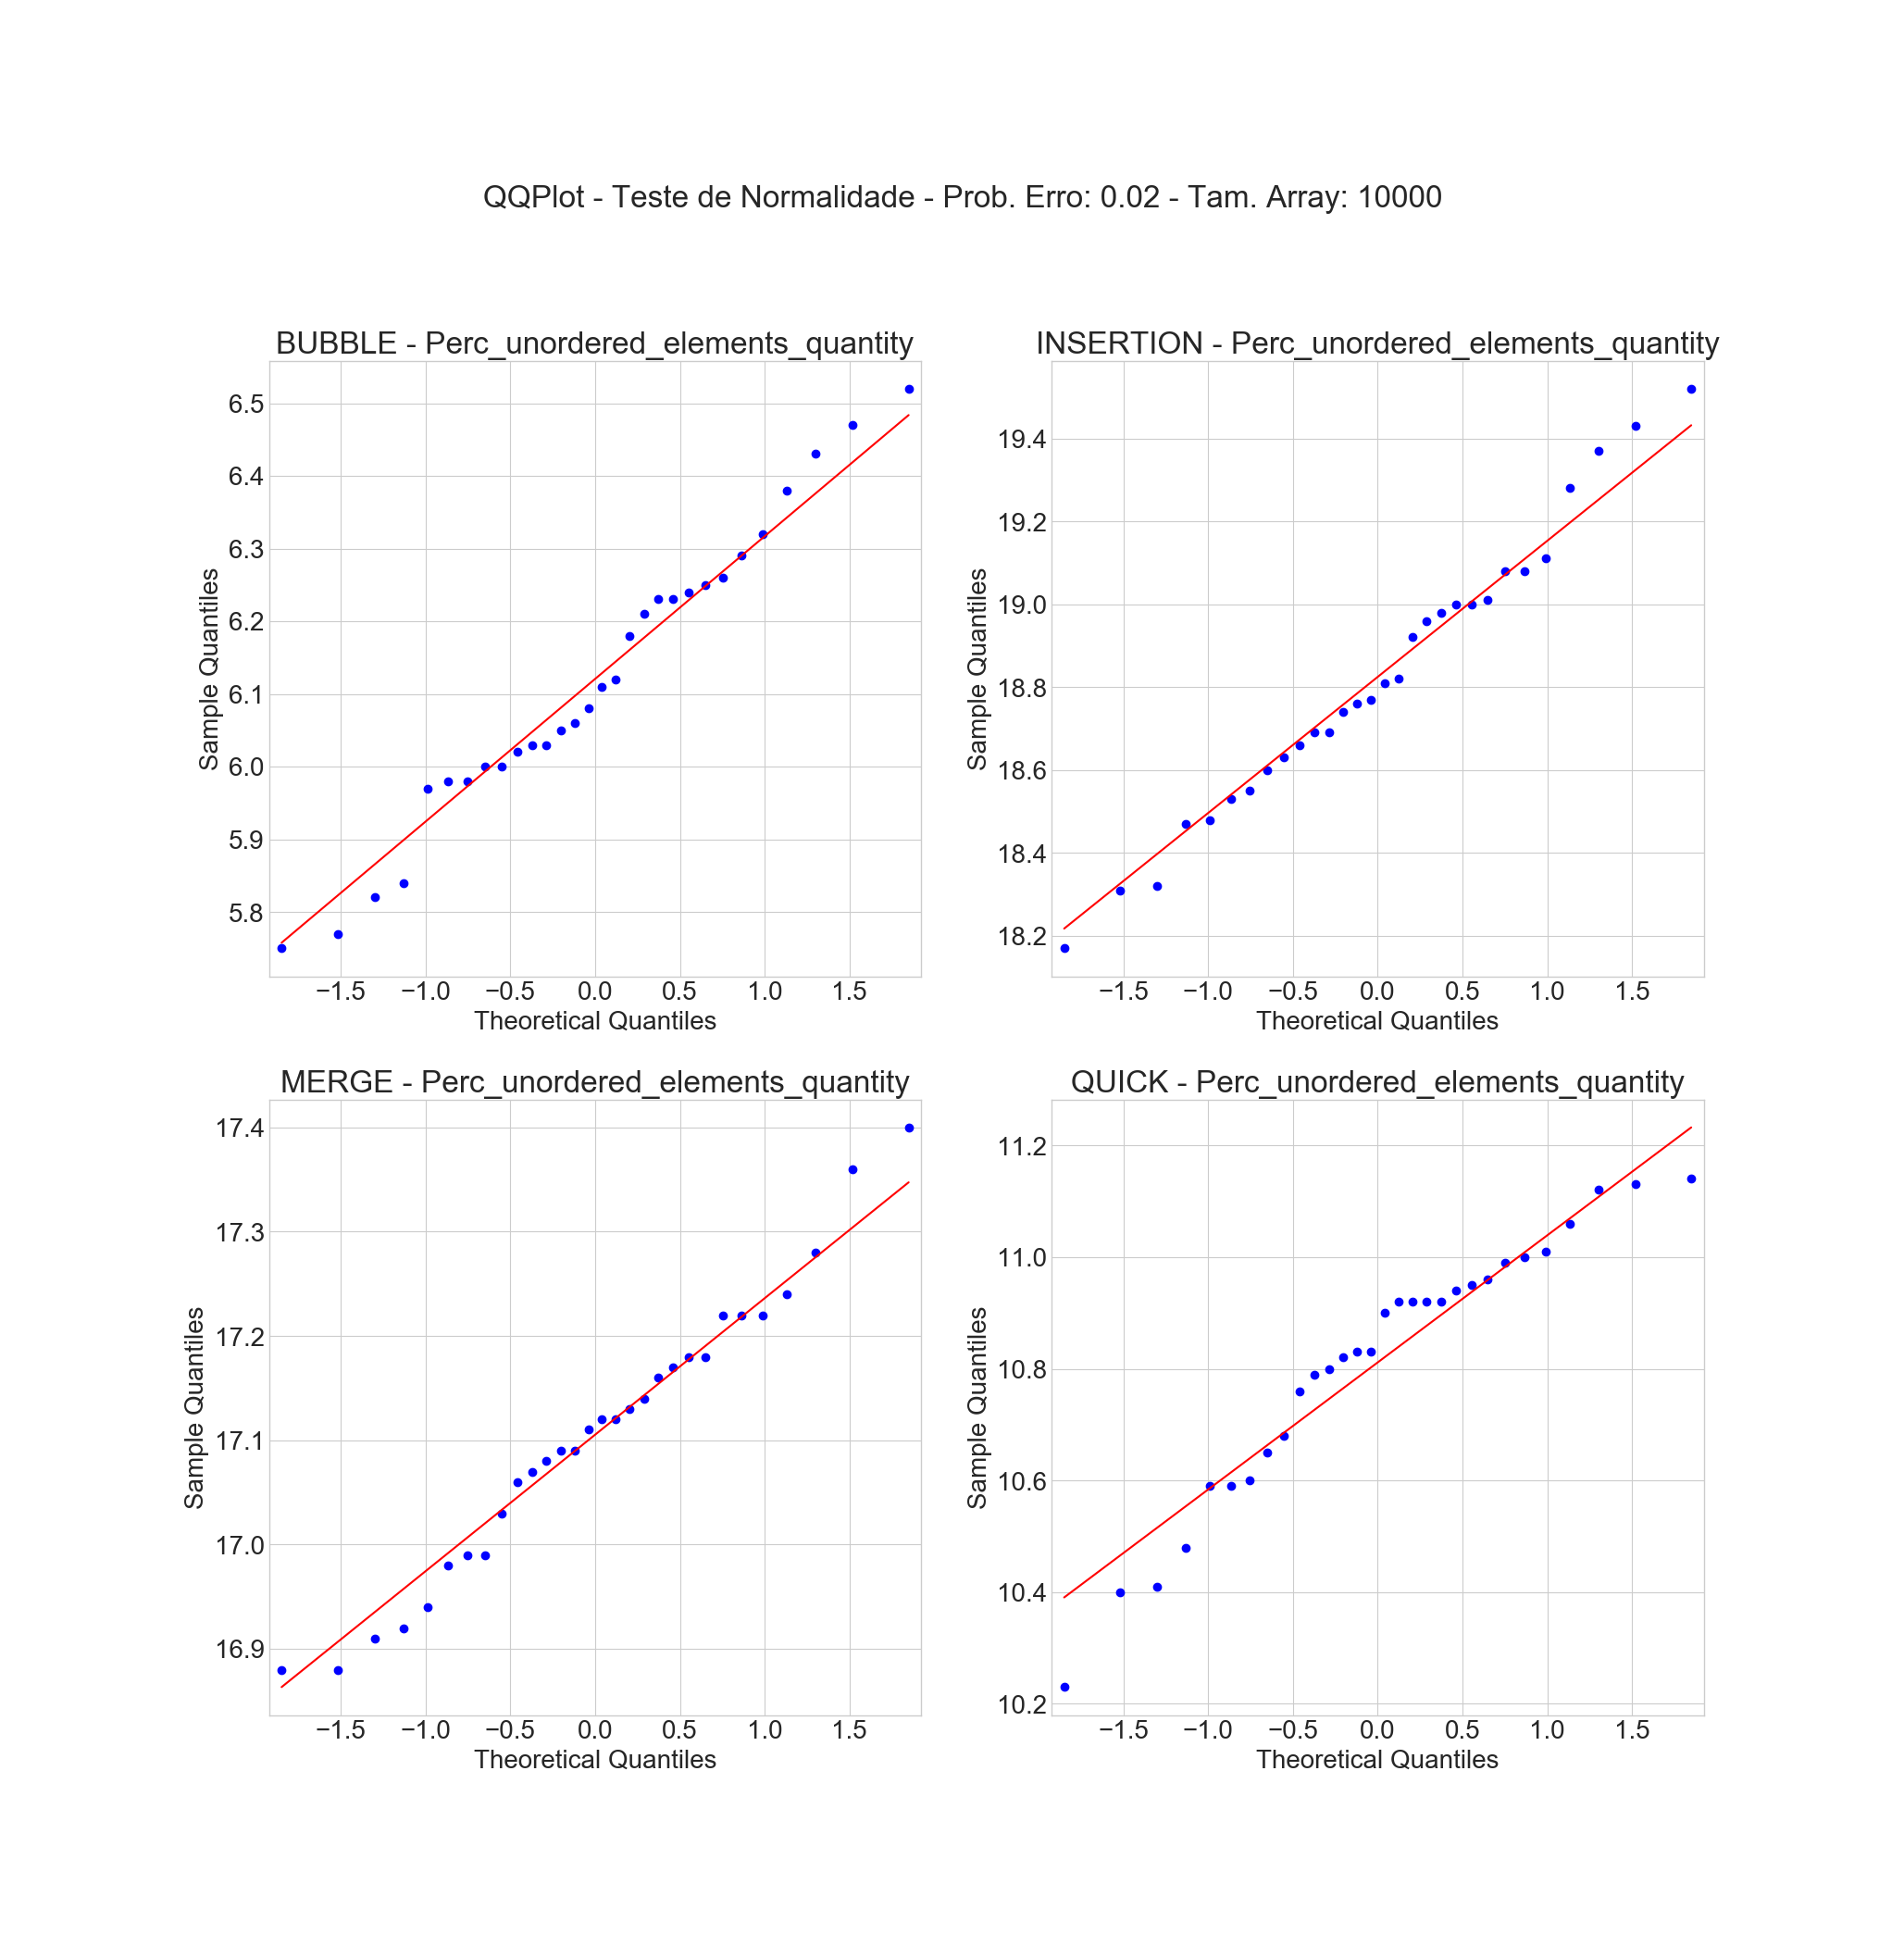 QQPlot - Teste de Normalidade - Prob. Erro: 0.02 - Tam. Array: 10000
BUBBLE - Perc_unordered_elements_quantity
6.5
6.4
6.3
6.2
6.1
6.0
5.9
5.8
Sample Quantiles
−1.5 −1.0 −0.5 0.0 0.5 1.0 1.5
Theoretical Quantiles
INSERTION - Perc_unordered_elements_quantity
19.4
19.2
19.0
18.8
18.6
18.4
18.2
Sample Quantiles
−1.5 −1.0 −0.5 0.0 0.5 1.0 1.5
Theoretical Quantiles
MERGE - Perc_unordered_elements_quantity
17.4
17.3
17.2
17.1
17.0
16.9
Sample Quantiles
−1.5 −1.0 −0.5 0.0 0.5 1.0 1.5
Theoretical Quantiles
QUICK - Perc_unordered_elements_quantity
11.2
11.0
10.8
10.6
10.4
10.2
Sample Quantiles
−1.5 −1.0 −0.5 0.0 0.5 1.0 1.5
Theoretical Quantiles